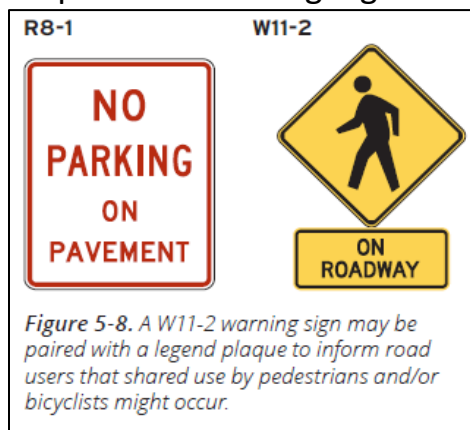 R8-1
W11-2
NO
PARKING
ON
PAVEMENT
ON
ROADWAY
Figure 5-8. A W11-2 warning sign may be
paired with a legend plaque to inform road
users that shared use by pedestrians and/or
bicyclists might occur.